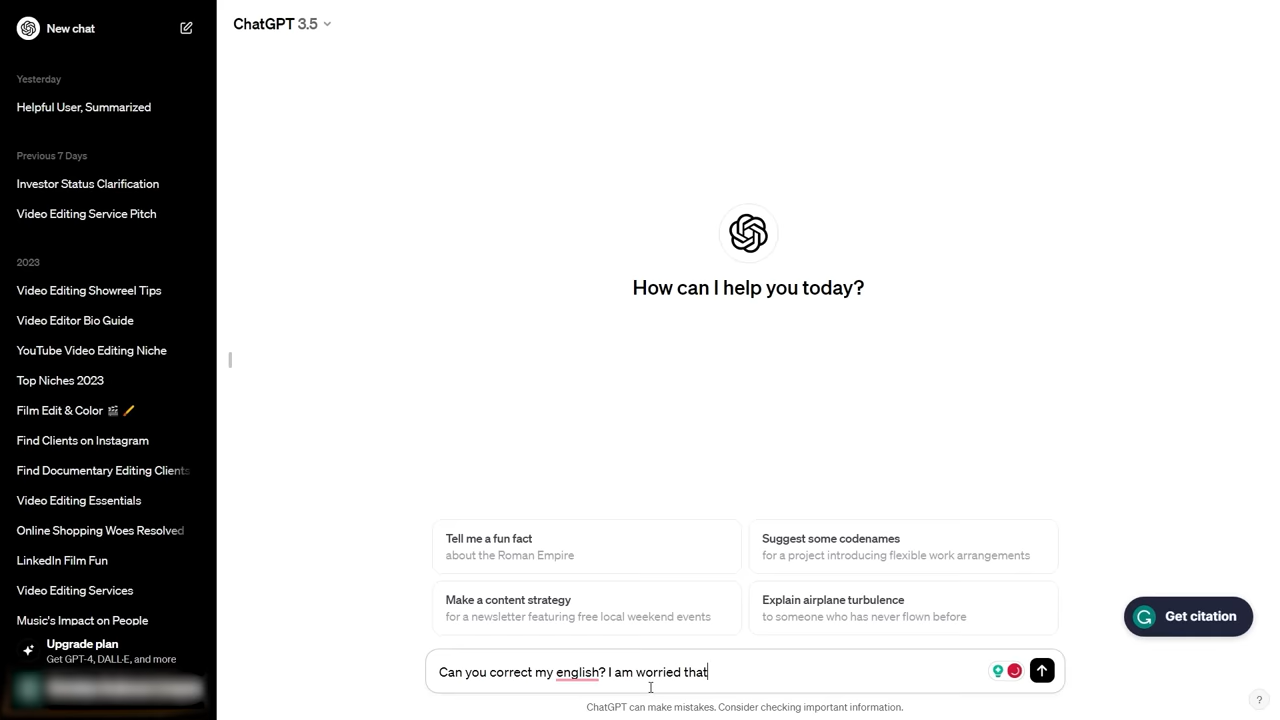 New chat
Yesterday
Helpful User, Summarized
Previous 7 Days
Investor Status Clarification
Video Editing Service Pitch
2023
Video Editing Showreel Tips
Video Editor Bio Guide
YouTube Video Editing Niche
Top Niches 2023
Film Edit & Color 🎬 🖌️
Find Clients on Instagram
Find Documentary Editing Clients
Video Editing Essentials
Online Shopping Woes Resolved
LinkedIn Film Fun
Video Editing Services
Music's Impact on People
Upgrade plan
Get GPT-4, DALL·E, and more
ChatGPT 3.5
How can I help you today?
Tell me a fun fact
about the Roman Empire
Suggest some codenames
for a project introducing flexible work arrangements
Make a content strategy
for a newsletter featuring free local weekend events
Explain airplane turbulence
to someone who has never flown before
Get citation
Can you correct my english? I am worried that
ChatGPT can make mistakes. Consider checking important information.
?